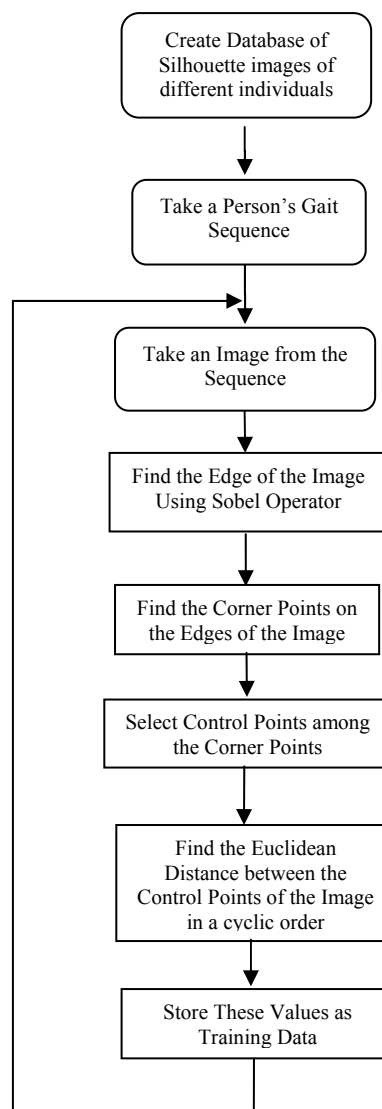 Create Database of
Silhouette images of
different individuals
Take a Person's Gait
Sequence
Take an Image from the
Sequence
Find the Edge of the Image
Using Sobel Operator
Find the Corner Points on
the Edges of the Image
Select Control Points among
the Corner Points
Find the Euclidean
Distance between the
Control Points of the Image
in a cyclic order
Store These Values as
Training Data